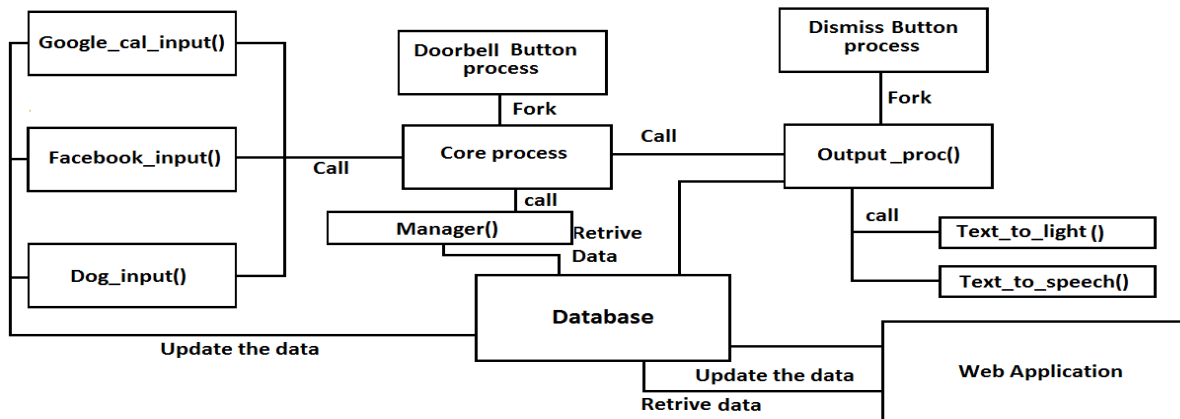 Google_cal_input()
Doorbell Button
process
Dismiss Button
process
Fork
Fork
Facebook_input()
Call
Core process
Call
Output _proc()
call
Manager()
Retrive
Data
call
Text_to_light ()
Text_to_speech()
Dog_input()
Database
Update the data
Web Application
Update the data
Retrive data